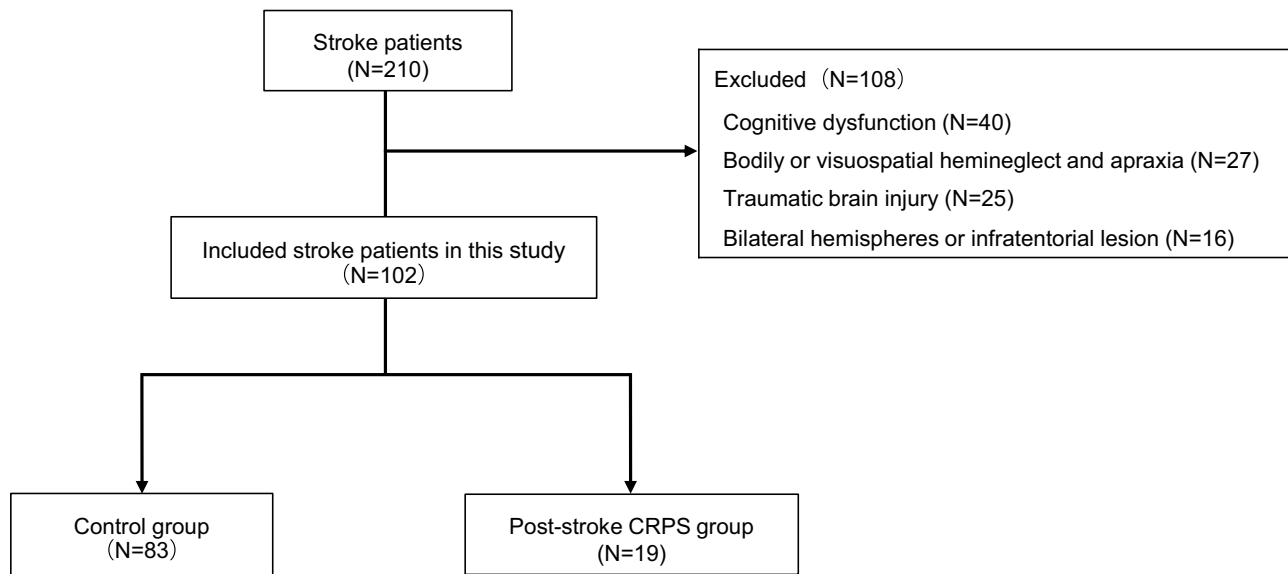 Stroke patients
(N=210)
Excluded（N=108)
Cognitive dysfunction (N=40)
Bodily or visuospatial hemineglect and apraxia (N=27)
Traumatic brain injury (N=25)
Bilateral hemispheres or infratentorial lesion (N=16)
Included stroke patients in this study
（N=102）
Control group
（N=83）
Post-stroke CRPS group
(N=19)